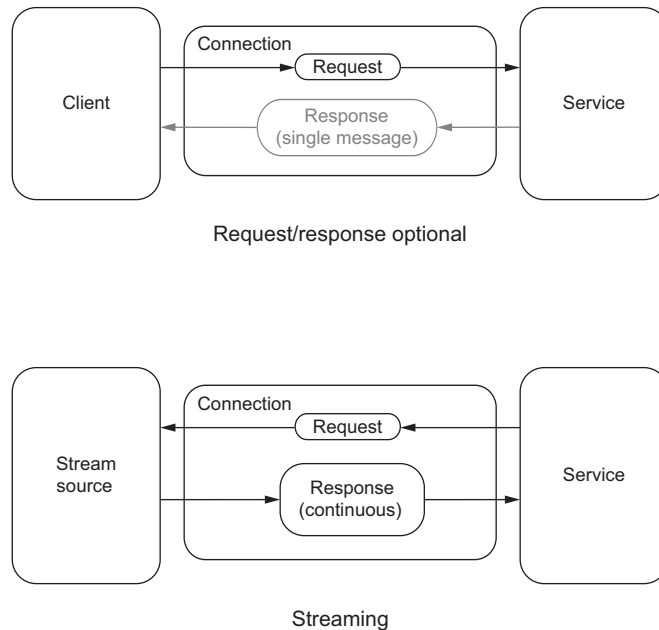 Connection
Request
Client
Service
Response
(single message)
Request/response optional
Connection
Request
Stream
source
Service
Response
(continuous)
Streaming